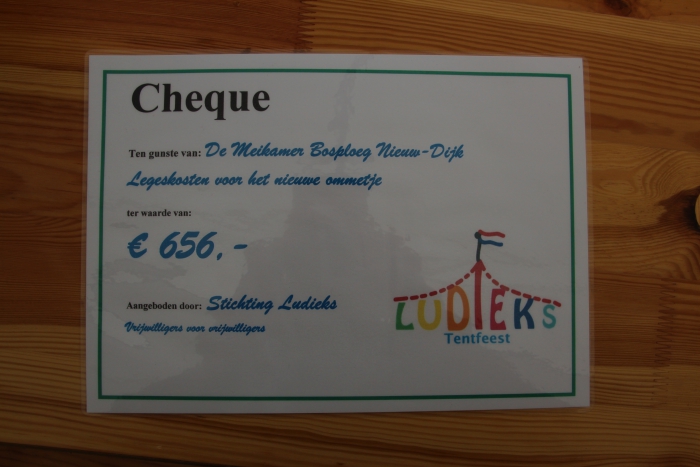 Cheque
Ten gunste van: De Meikamer Bosploeg Nieuw-Dijk
Legeskosten voor het nieuwe ommetje
ter waarde van:
€ 656,-
Aangeboden door: Stichting Ludieks
Vrijwilligers voor vrijwilligers
LUDIEKS
Tentfeest